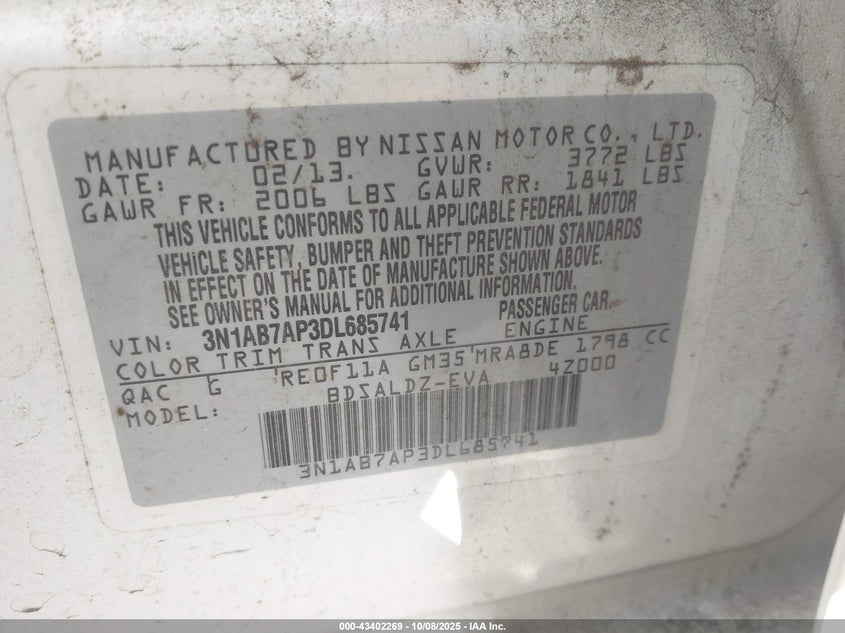 MANUFACTURED BY NISSAN MOTOR CO., LTD.
DATE: 02/13. GVWR: 3772 LBS
GAWR FR: 2006 LBS GAWR RR: 1841 LBS
THIS VEHICLE CONFORMS TO ALL APPLICABLE FEDERAL MOTOR
VEHICLE SAFETY, BUMPER AND THEFT PREVENTION STANDARDS
IN EFFECT ON THE DATE OF MANUFACTURE SHOWN ABOVE.
SEE OWNER'S MANUAL FOR ADDITIONAL INFORMATION.
VIN: 3N1AB7AP3DL685741 PASSENGER CAR
COLOR TRIM TRANS AXLE ENGINE
QAC G RE0F11A GM35 MRA8DE 1798 CC
MODEL: BDSALDZ-EVA 4Z000
3N1AB7AP3DL685741
000-43402269 - 10/08/2025 - IAA Inc.